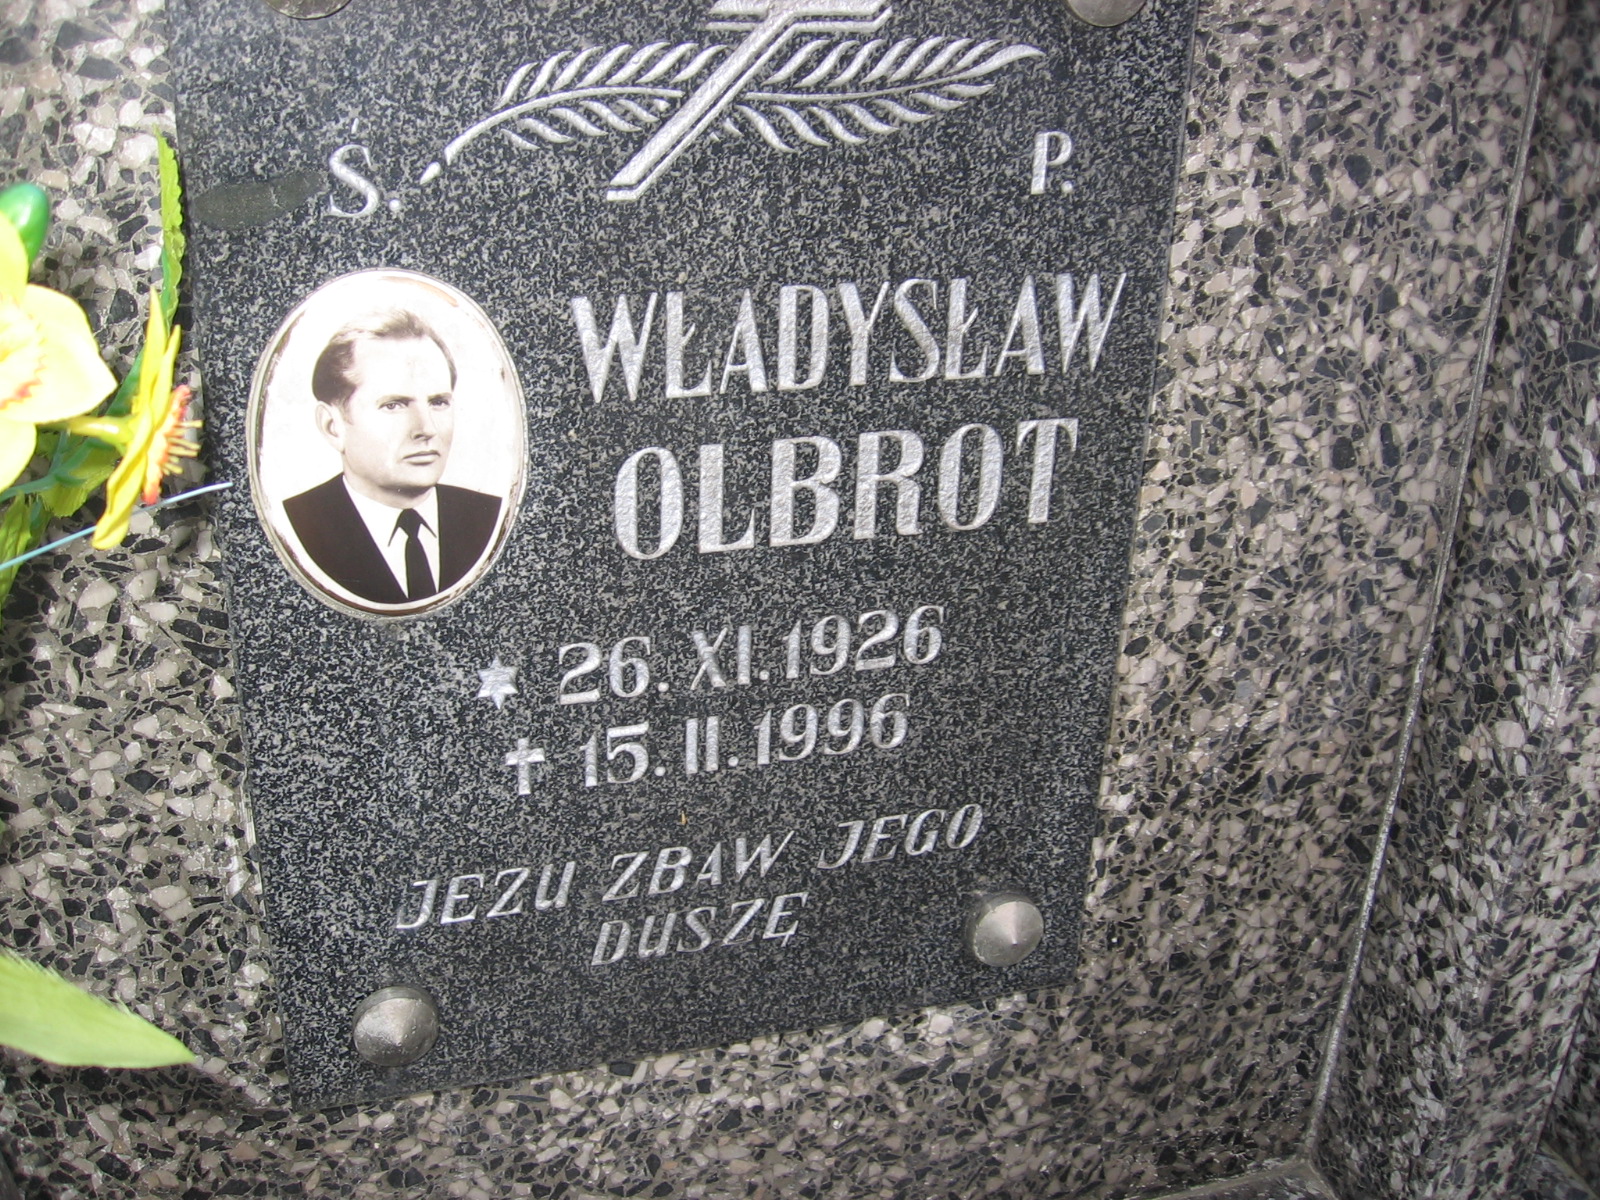 Ś. P.
WŁADYSŁAW
OLBROT
26.XI.1926
15.II.1996
JEZU ZBAW JEGO
DUSZĘ